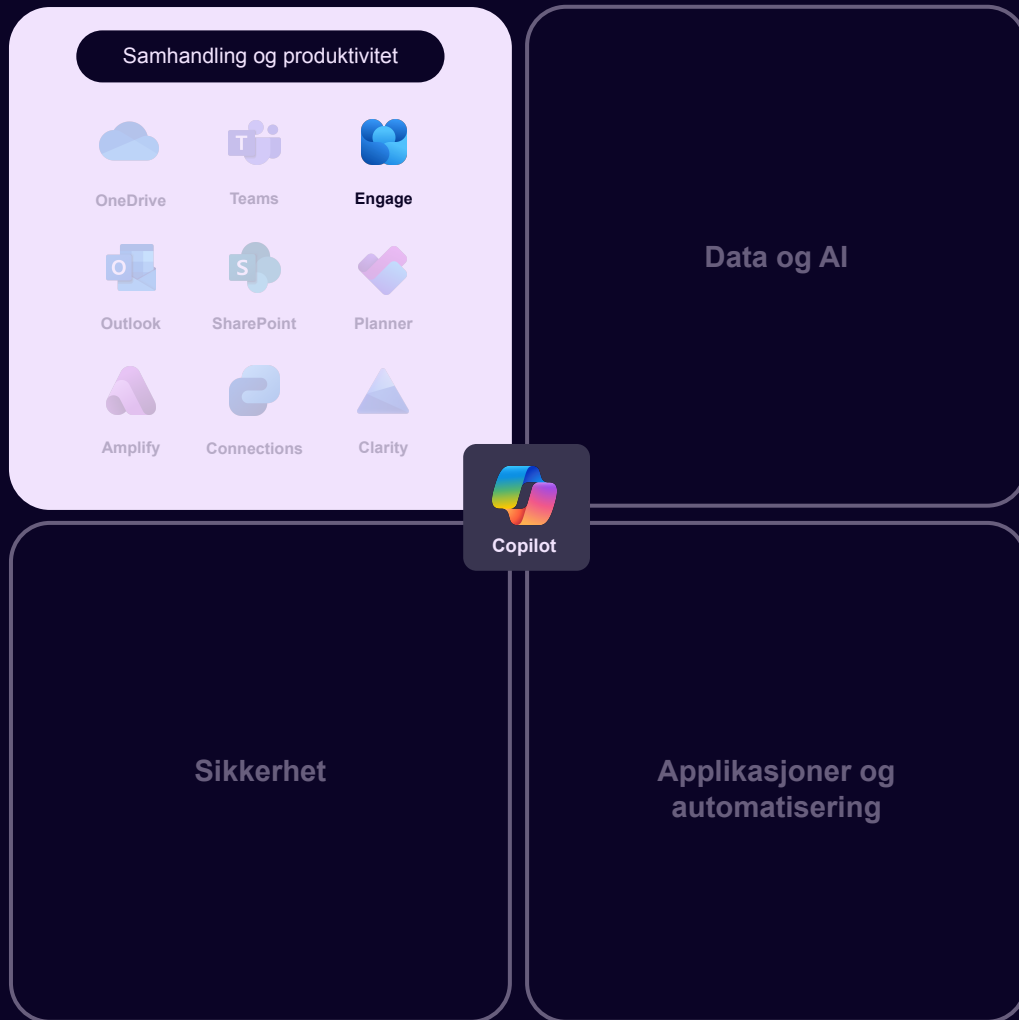 Samhandling og produktivitet
T
OneDrive
Teams
Engage
O
S
Outlook
SharePoint
Planner
Amplify
Connections
Clarity
Data og AI
Copilot
Sikkerhet
Applikasjoner og
automatisering